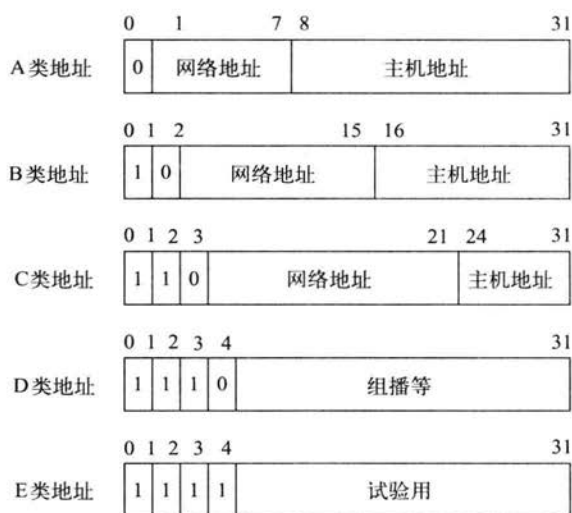 0 1 7 8 31
A类地址 0 网络地址 主机地址
0 1 2 15 16 31
B类地址 1 0 网络地址 主机地址
0 1 2 3 21 24 31
C类地址 1 1 0 网络地址 主机地址
0 1 2 3 4 31
D类地址 1 1 1 0 组播等
0 1 2 3 4 31
E类地址 1 1 1 1 试验用